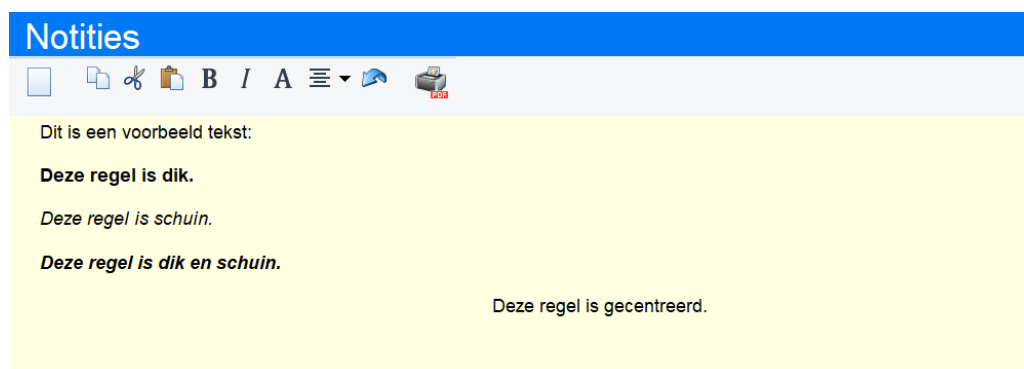 Notities
B I A
PDF
Dit is een voorbeeld tekst:
Deze regel is dik.
Deze regel is schuin.
Deze regel is dik en schuin.
Deze regel is gecentreerd.